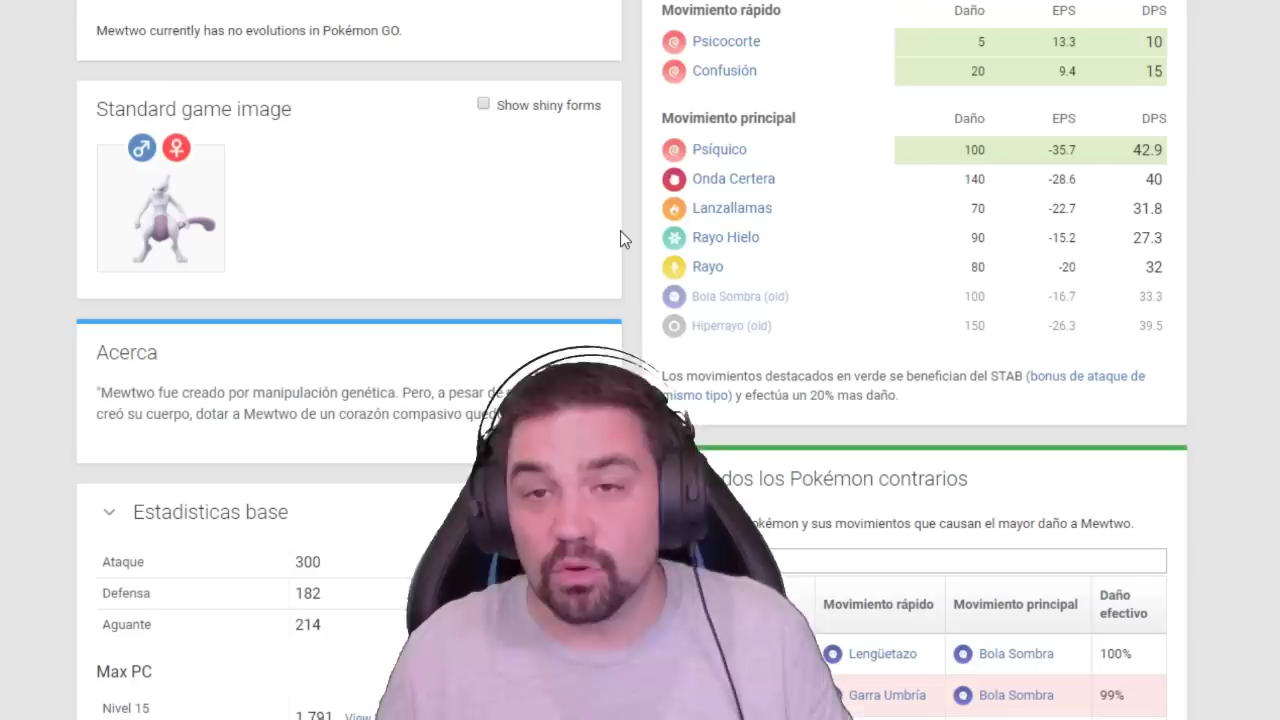 Mewtwo currently has no evolutions in Pokémon GO.
Standard game image
Show shiny forms
Acerca
"Mewtwo fue creado por manipulación genética. Pero, a pesar de
creó su cuerpo, dotar a Mewtwo de un corazón compasivo
Estadisticas base
Ataque 300
Defensa 182
Aguante 214
Max PC
Nivel 15 1,791 View
Movimiento rápido Daño EPS DPS
Psicocorte 5 13.3 10
Confusión 20 9.4 15
Movimiento principal Daño EPS DPS
Psíquico 100 -35.7 42.9
Onda Certera 140 -28.6 40
Lanzallamas 70 -22.7 31.8
Rayo Hielo 90 -15.2 27.3
Rayo 80 -20 32
Bola Sombra (old) 100 -16.7 33.3
Hiperrayo (old) 150 -26.3 39.5
Los movimientos destacados en verde se benefician del STAB (bonus de ataque de
mismo tipo) y efectúa un 20% mas daño.
dos los Pokémon contrarios
y sus movimientos que causan el mayor daño a Mewtwo.
Movimiento rápido Movimiento principal Daño
efectivo
Lengüetazo Bola Sombra 100%
Garra Umbría Bola Sombra 99%